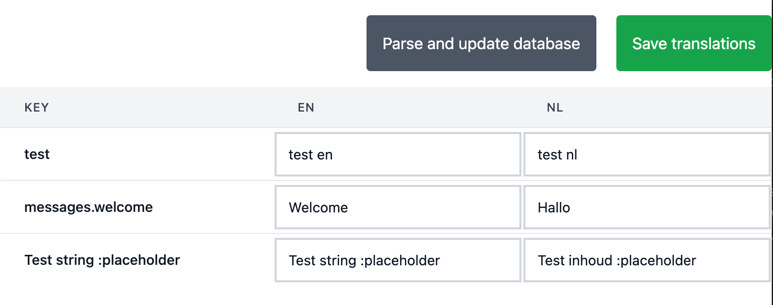 Parse and update database Save translations
KEY EN NL
test test en test nl
messages.welcome Welcome Hallo
Test string :placeholder Test string :placeholder Test inhoud :placeholder